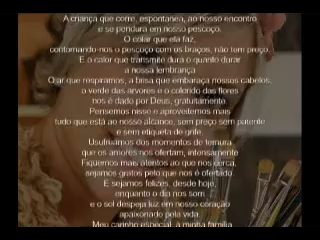 A criança que corre, espontânea, ao nosso encontro
e se pendura em nosso pescoço.
O colar que ela faz,
contornando-nos o pescoço com os braços, não tem preço.
E o calor que transmite dura o quanto durar
a nossa lembrança.
O ar que respiramos, a brisa que embaraça nossos cabelos,
o verde das árvores e o colorido das flores
nos é dado por Deus, gratuitamente.
Pensemos nisso e aproveitemos mais
tudo que está ao nosso alcance, sem preço sem patente
e sem etiqueta de grife.
Usufruamos dos momentos de ternura
que os amores nos ofertam, intensamente.
Fiquemos mais atentos ao que nos cerca,
sejamos gratos pelo que nos é ofertado.
E sejamos felizes, desde hoje,
enquanto o dia nos sorri
e o sol despeja luz em nosso coração
apaixonado pela vida.
Meu carinho especial, à minha família